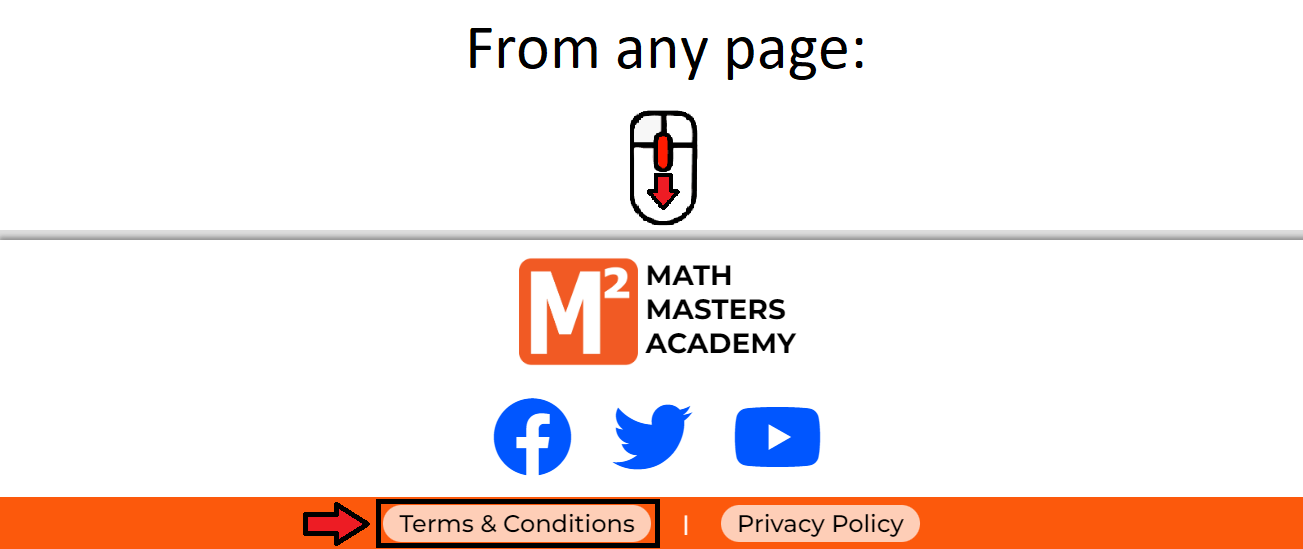 From any page:
M²
MATH
MASTERS
ACADEMY
Terms & Conditions | Privacy Policy